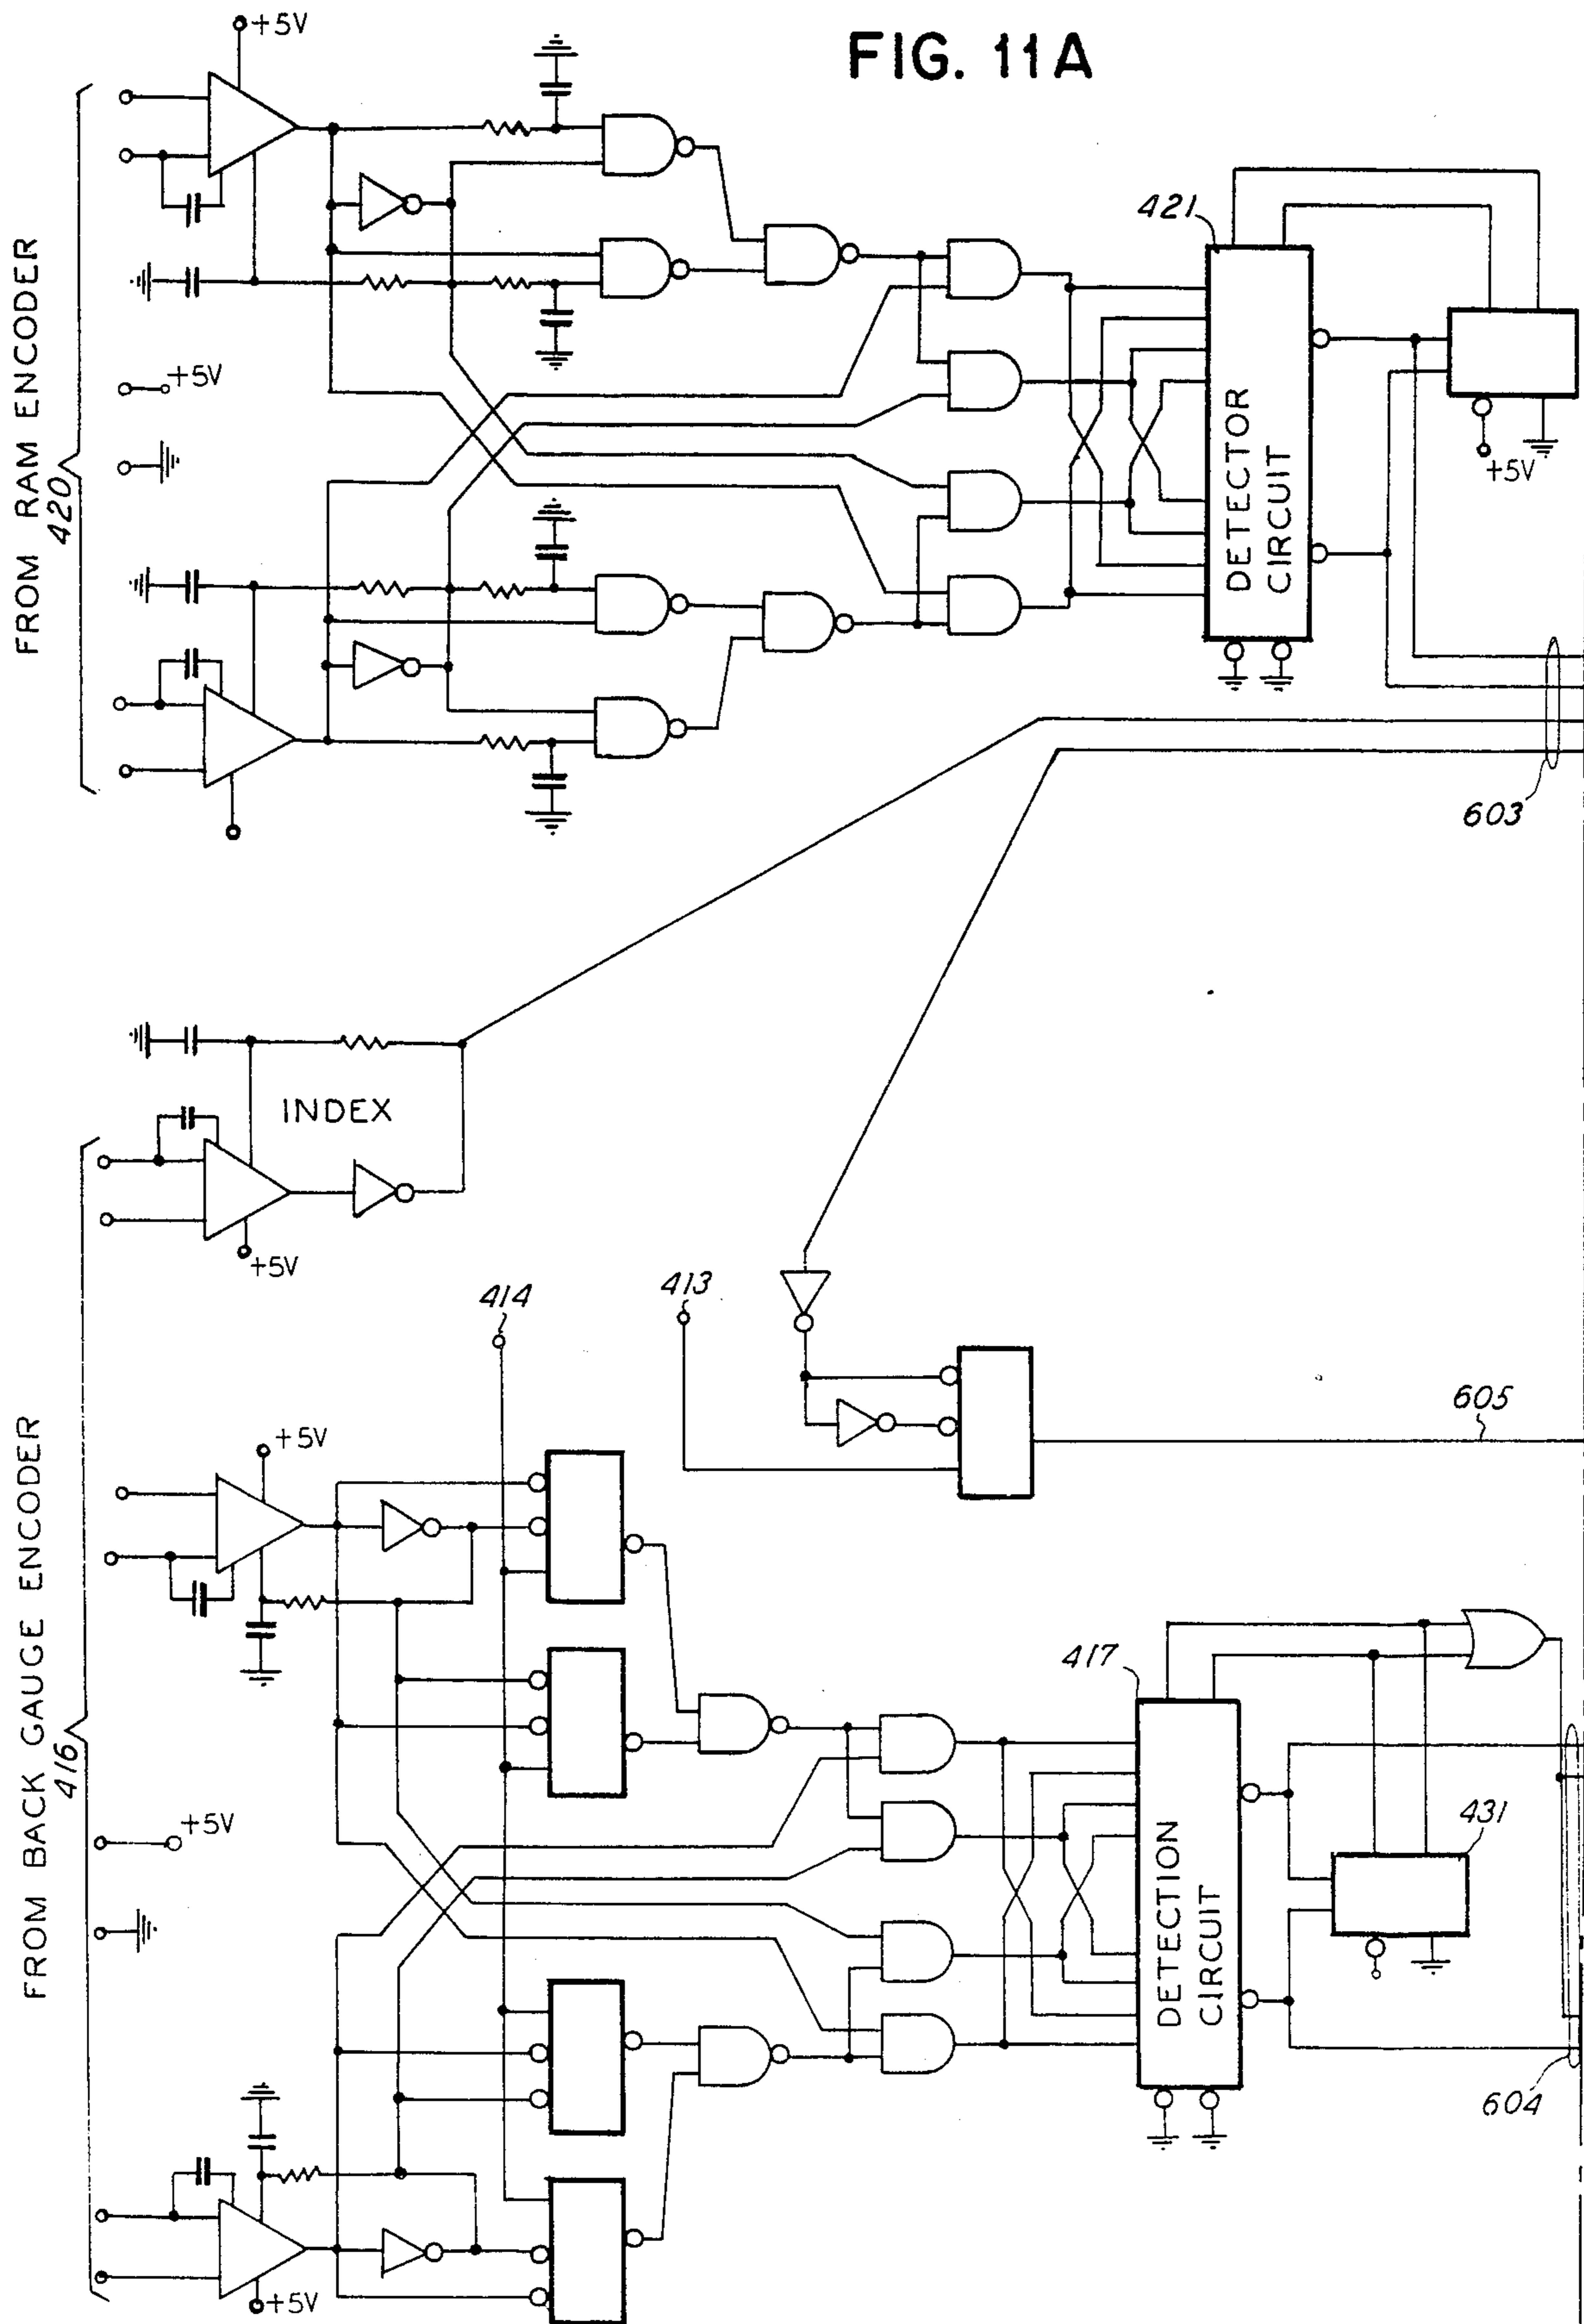 FIG. 11A
+5V
FROM RAM ENCODER
420
+5V
421
DETECTOR
CIRCUIT
+5V
603
INDEX
+5V
FROM BACK GAUGE ENCODER
416
414
413
605
+5V
417
+5V
DETECTION
CIRCUIT
431
604
+5V